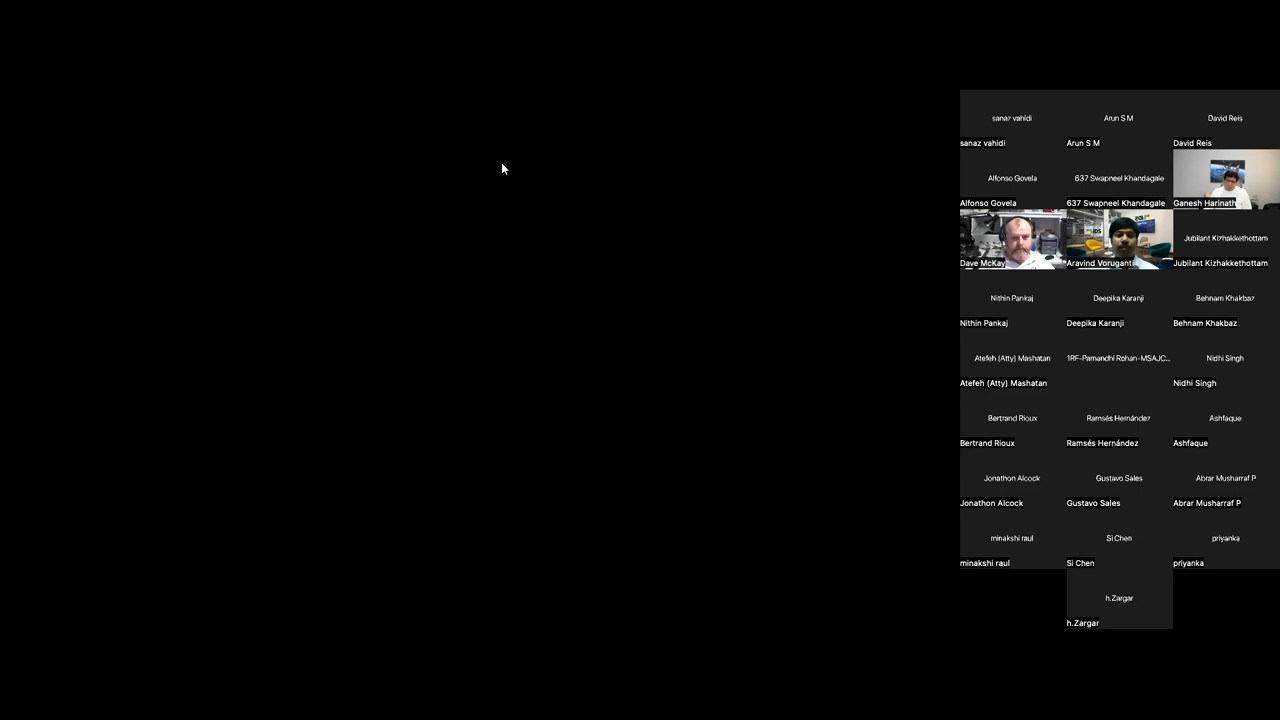 sanaz vahidi
Arun S M
David Reis
sanaz vahidi
Arun S M
David Reis
Alfonso Govela
637 Swapneel Khandagale
Alfonso Govela
637 Swapneel Khandagale
Ganesh Harinath
Jubilant Kizhakkethottam
Dave McKay
Aravind Voruganti
Jubilant Kizhakkethottam
Nithin Pankaj
Deepika Karanji
Behnam Khakbaz
Nithin Pankaj
Deepika Karanji
Behnam Khakbaz
Atefeh (Atty) Mashatan
1RF-Pamandhi Rohan-MSAJC...
Nidhi Singh
Atefeh (Atty) Mashatan
Nidhi Singh
Bertrand Rioux
Ramsés Hernández
Ashfaque
Bertrand Rioux
Ramsés Hernández
Ashfaque
Jonathon Alcock
Gustavo Sales
Abrar Musharraf P
Jonathon Alcock
Gustavo Sales
Abrar Musharraf P
minakshi raul
Si Chen
priyanka
minakshi raul
Si Chen
priyanka
h.Zargar
h.Zargar